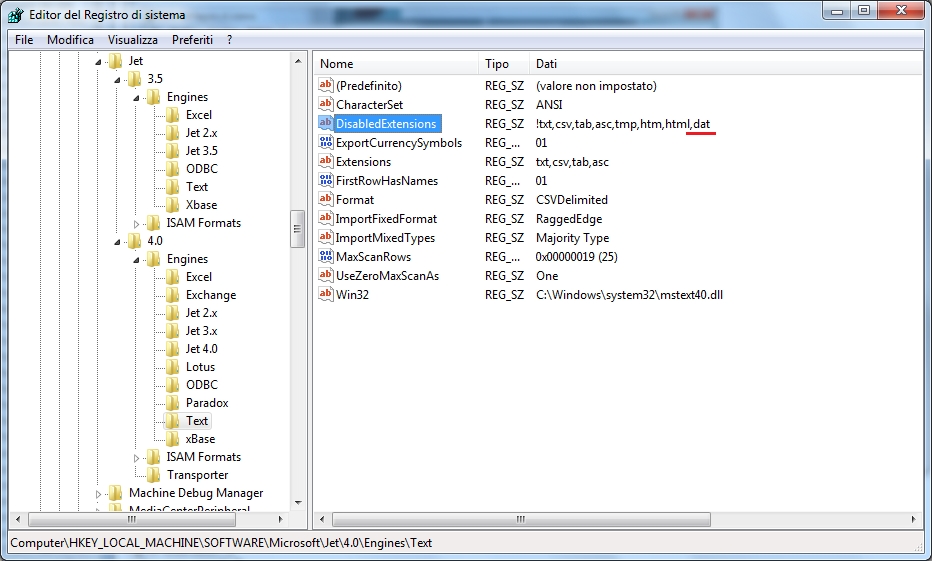 Editor del Registro di sistema
File Modifica Visualizza Preferiti ?
Jet
3.5
Engines
Excel
Jet 2.x
Jet 3.5
ODBC
Text
Xbase
ISAM Formats
4.0
Engines
Excel
Exchange
Jet 2.x
Jet 3.x
Jet 4.0
Lotus
ODBC
Paradox
Text
xBase
ISAM Formats
Transporter
Machine Debug Manager
MediaCenterPeripheral
Nome Tipo Dati
(Predefinito) REG_SZ (valore non impostato)
CharacterSet REG_SZ ANSI
DisabledExtensions REG_SZ !txt,csv,tab,asc,tmp,htm,html,dat
ExportCurrencySymbols REG_... 01
Extensions REG_SZ txt,csv,tab,asc
FirstRowHasNames REG_... 01
Format REG_SZ CSVDelimited
ImportFixedFormat REG_SZ RaggedEdge
ImportMixedTypes REG_SZ Majority Type
MaxScanRows REG_... 0x00000019 (25)
UseZeroMaxScanAs REG_SZ One
Win32 REG_SZ C:\Windows\system32\mstext40.dll
Computer\HKEY_LOCAL_MACHINE\SOFTWARE\Microsoft\Jet\4.0\Engines\Text